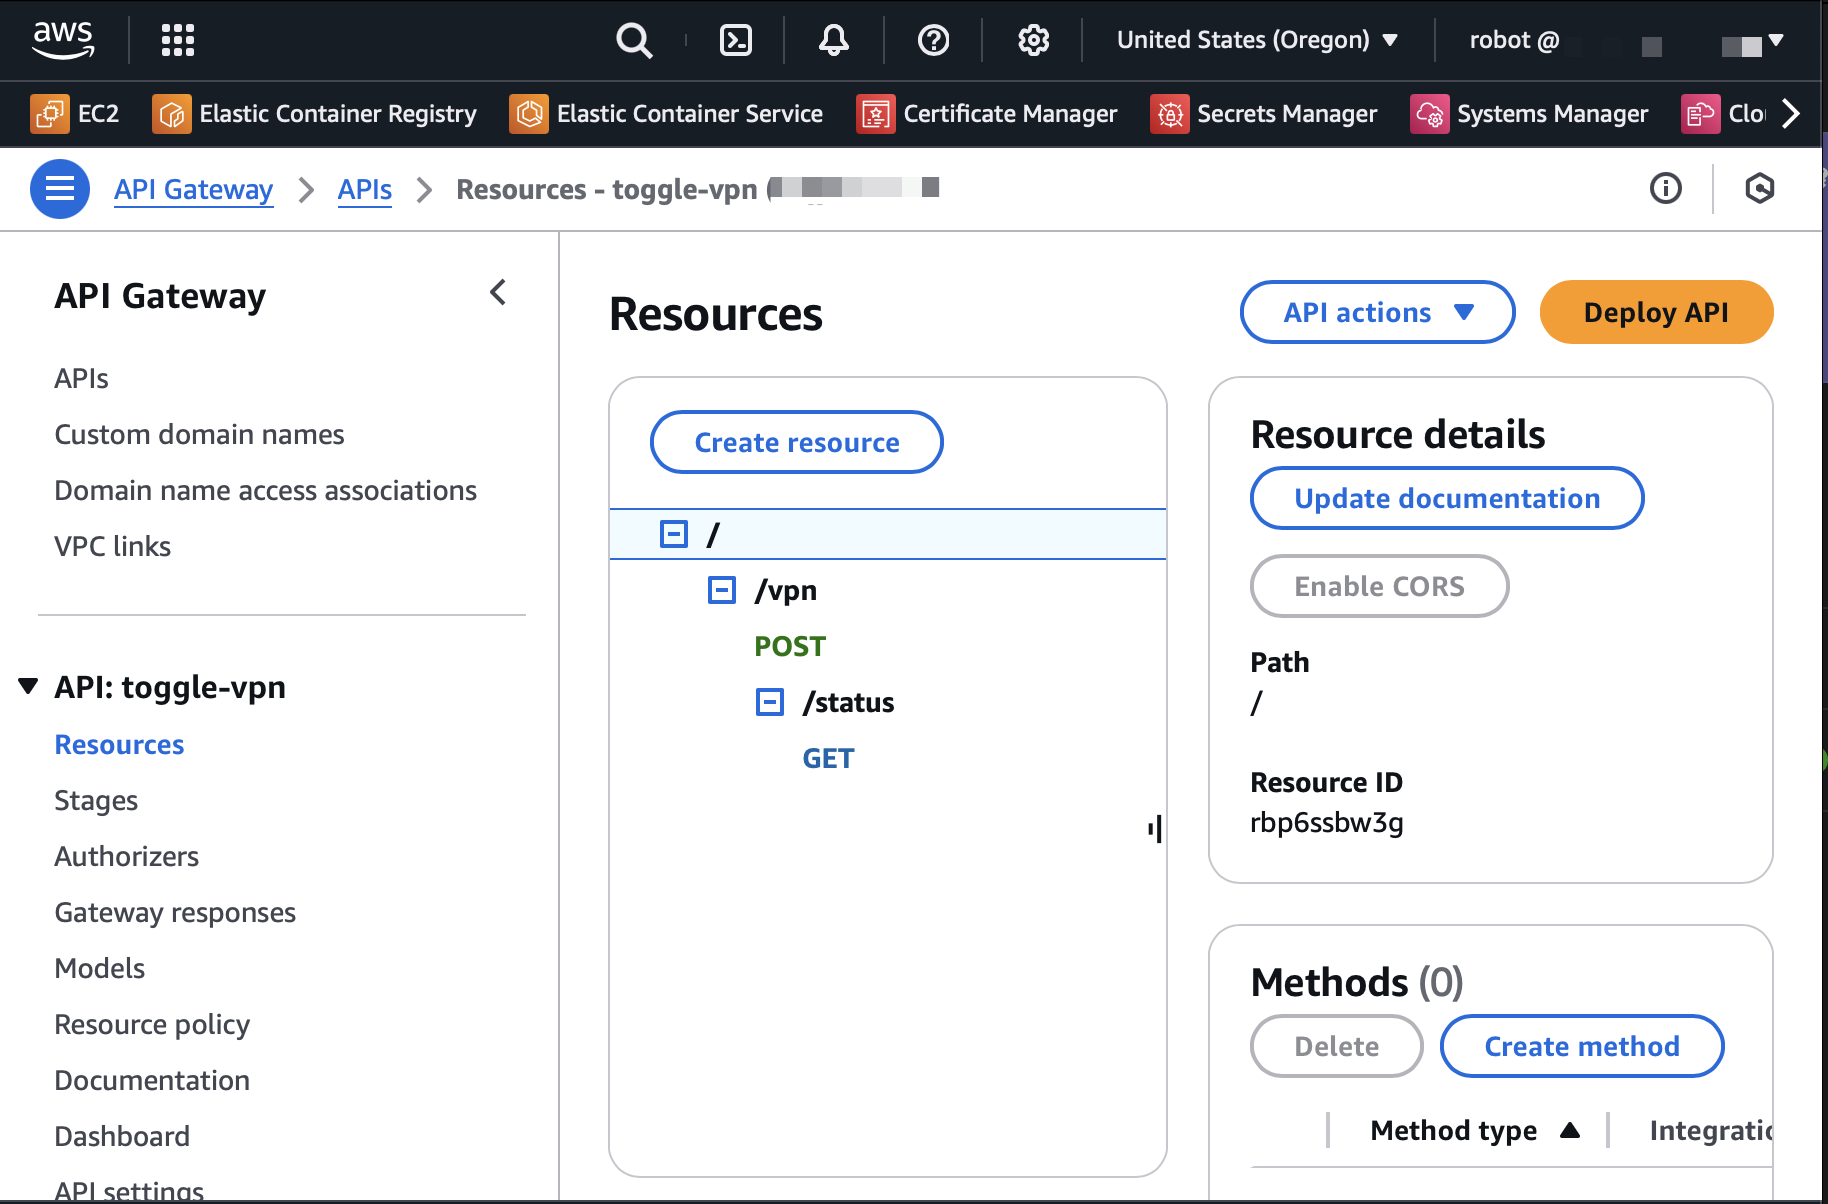 aws
United States (Oregon)
robot @
EC2
Elastic Container Registry
Elastic Container Service
Certificate Manager
Secrets Manager
Systems Manager
Clo
API Gateway
APIs
Resources - toggle-vpn (
API Gateway
APIs
Custom domain names
Domain name access associations
VPC links
API: toggle-vpn
Resources
Stages
Authorizers
Gateway responses
Models
Resource policy
Documentation
Dashboard
API settings
Resources
API actions
Deploy API
Create resource
/
/vpn
POST
/status
GET
Resource details
Update documentation
Enable CORS
Path
/
Resource ID
rbp6ssbw3g
Methods (0)
Delete
Create method
Method type
Integratio